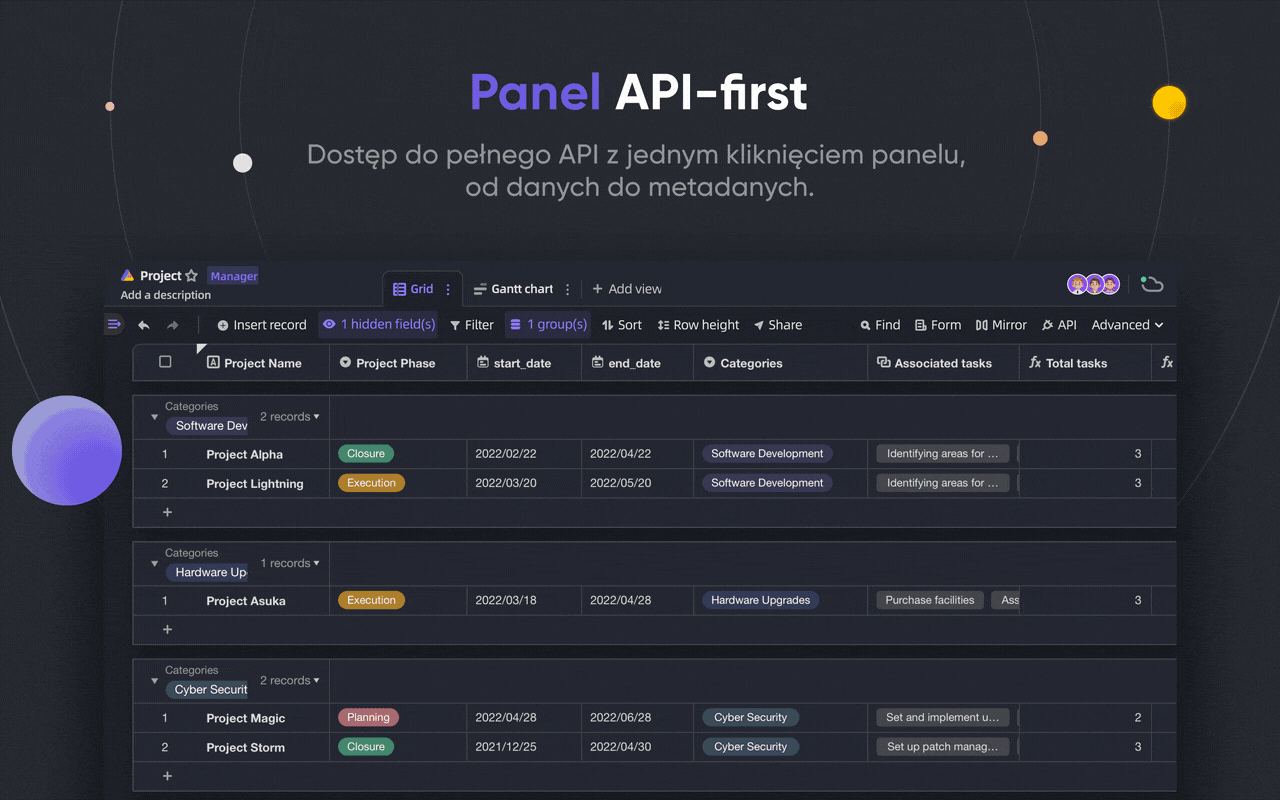 Panel API-first
Dostęp do pełnego API z jednym kliknięciem panelu,
od danych do metadanych.
Project Manager
Add a description
Grid Gantt chart + Add view
Insert record 1 hidden field(s) Filter 1 group(s) Sort Row height Share Find Form Mirror API Advanced
Project Name Project Phase start_date end_date Categories Associated tasks fx Total tasks fx
Categories
Software Dev 2 records
1 Project Alpha Closure 2022/02/22 2022/04/22 Software Development Identifying areas for ... 3
2 Project Lightning Execution 2022/03/20 2022/05/20 Software Development Identifying areas for ... 3
+
Categories
Hardware Up 1 records
1 Project Asuka Execution 2022/03/18 2022/04/28 Hardware Upgrades Purchase facilities Ass 3
+
Categories
Cyber Securit 2 records
1 Project Magic Planning 2022/04/28 2022/06/28 Cyber Security Set and implement u... 2
2 Project Storm Closure 2021/12/25 2022/04/30 Cyber Security Set up patch manag... 3
+